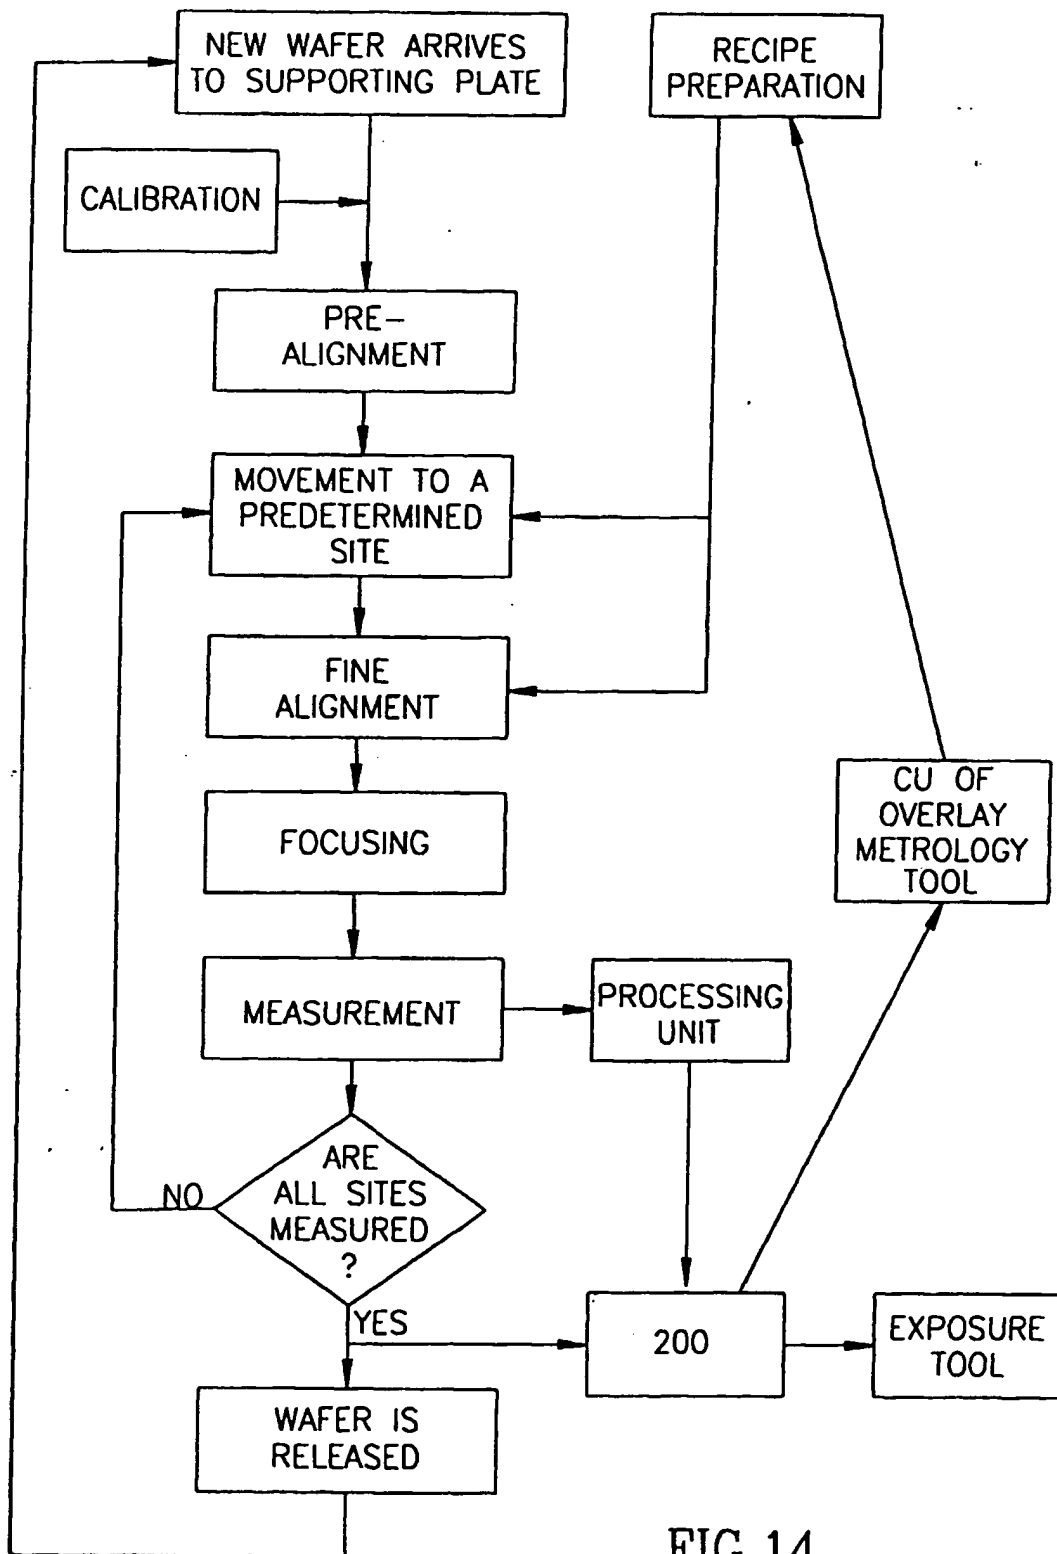 NEW WAFER ARRIVES
TO SUPPORTING PLATE
RECIPE
PREPARATION
CALIBRATION
PRE-
ALIGNMENT
MOVEMENT TO A
PREDETERMINED
SITE
FINE
ALIGNMENT
FOCUSING
CU OF
OVERLAY
METROLOGY
TOOL
MEASUREMENT
PROCESSING
UNIT
ARE
ALL SITES
MEASURED
?
NO
YES
200
EXPOSURE
TOOL
WAFER IS
RELEASED
FIG.14